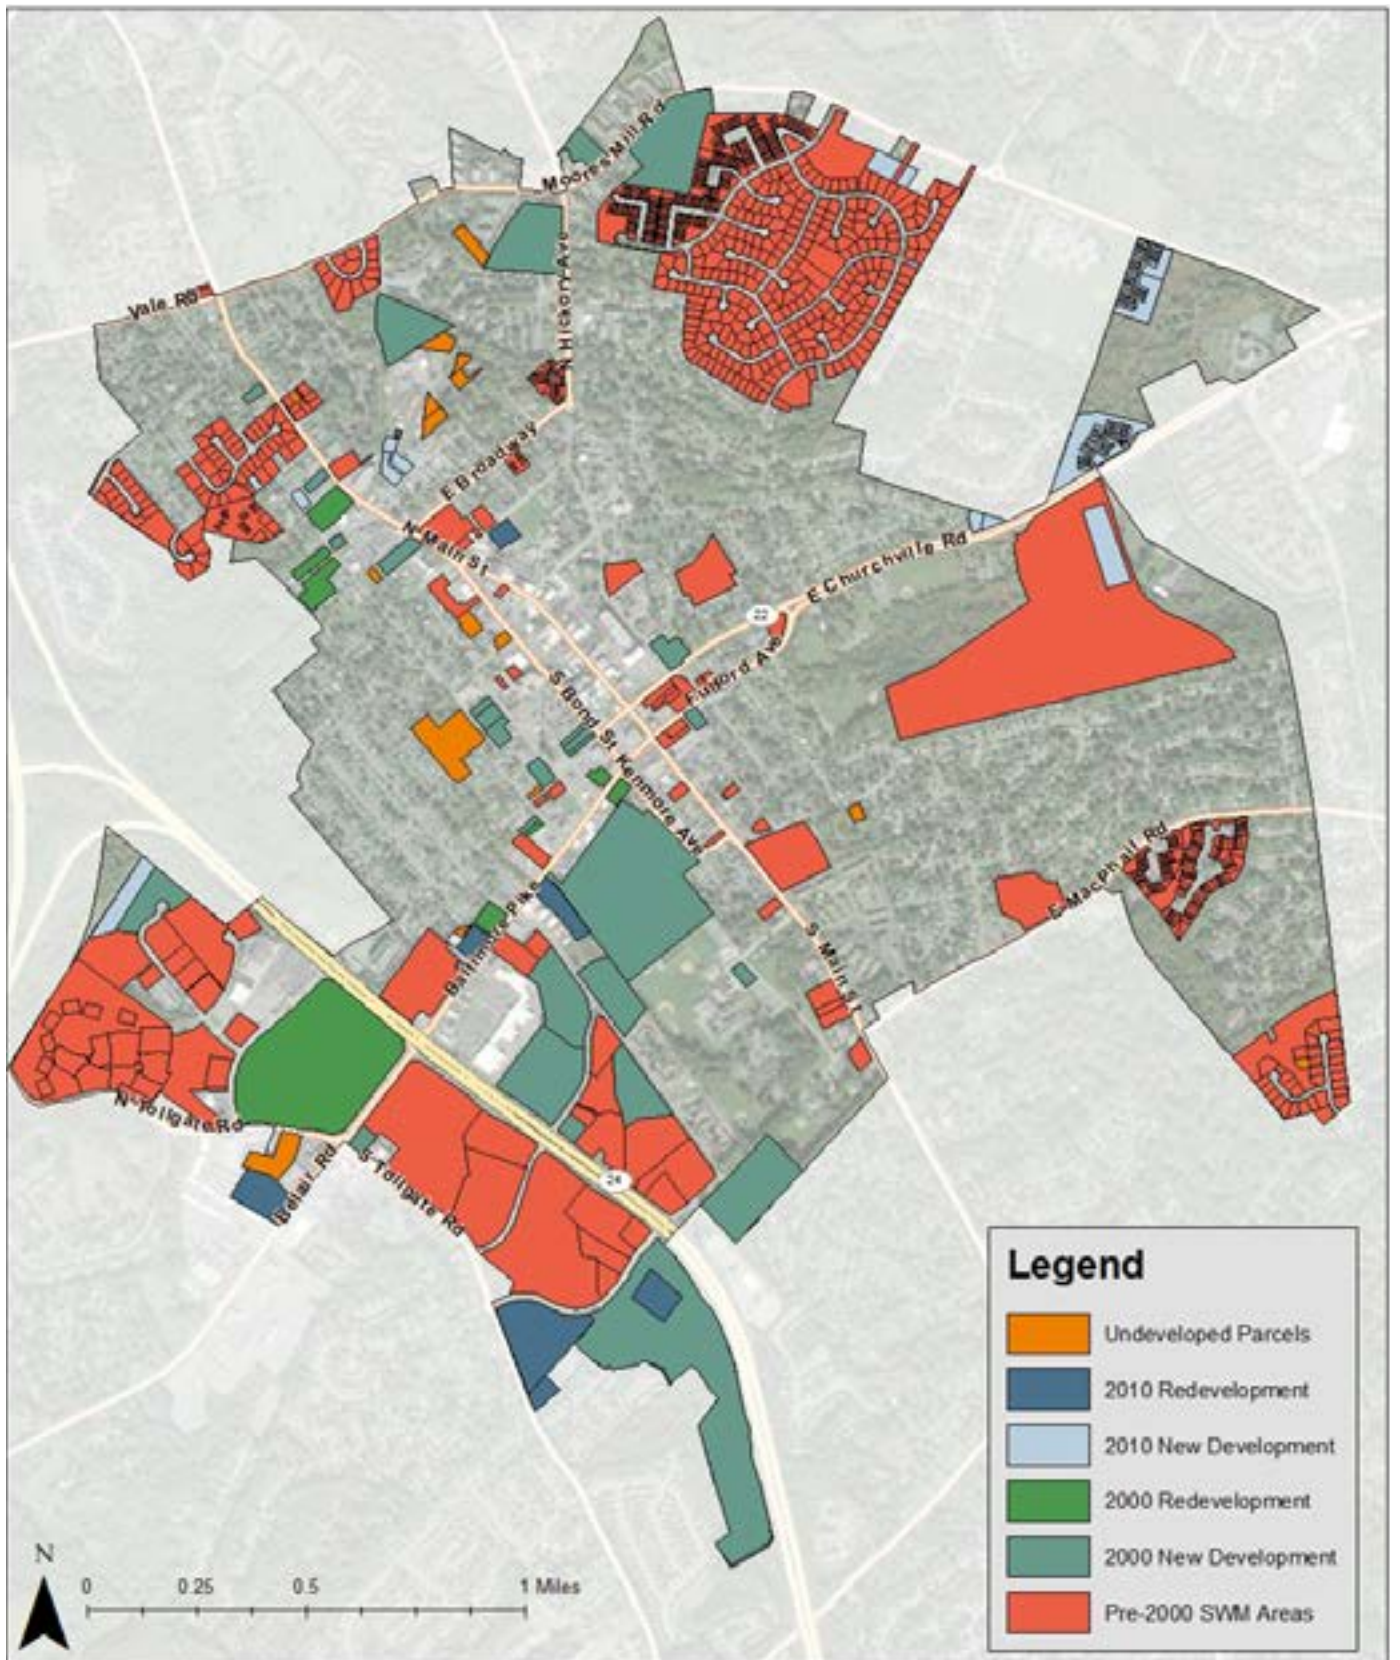 Moores Mill Rd
Vale Rd
N Hickory Ave
E Broadway
N Main St
E Churchville Rd
22
Fulford Ave
S Bond St
Kenmore Ave
E MacPhail Rd
Baltimore Pike
S Main St
N Tollgate Rd
Belair Rd
S Tollgate Rd
24
Legend
Undeveloped Parcels
2010 Redevelopment
2010 New Development
2000 Redevelopment
2000 New Development
Pre-2000 SWM Areas
N
0 0.25 0.5 1 Miles